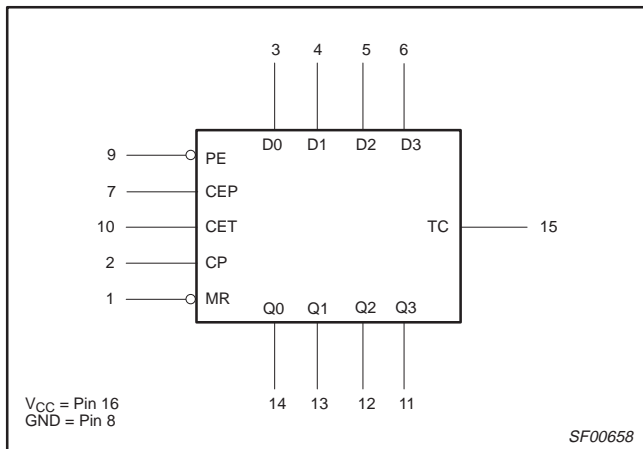 3 4 5 6
D0 D1 D2 D3
9 PE
7 CEP
10 CET TC 15
2 CP
1 MR
Q0 Q1 Q2 Q3
14 13 12 11
VCC = Pin 16
GND = Pin 8
SF00658